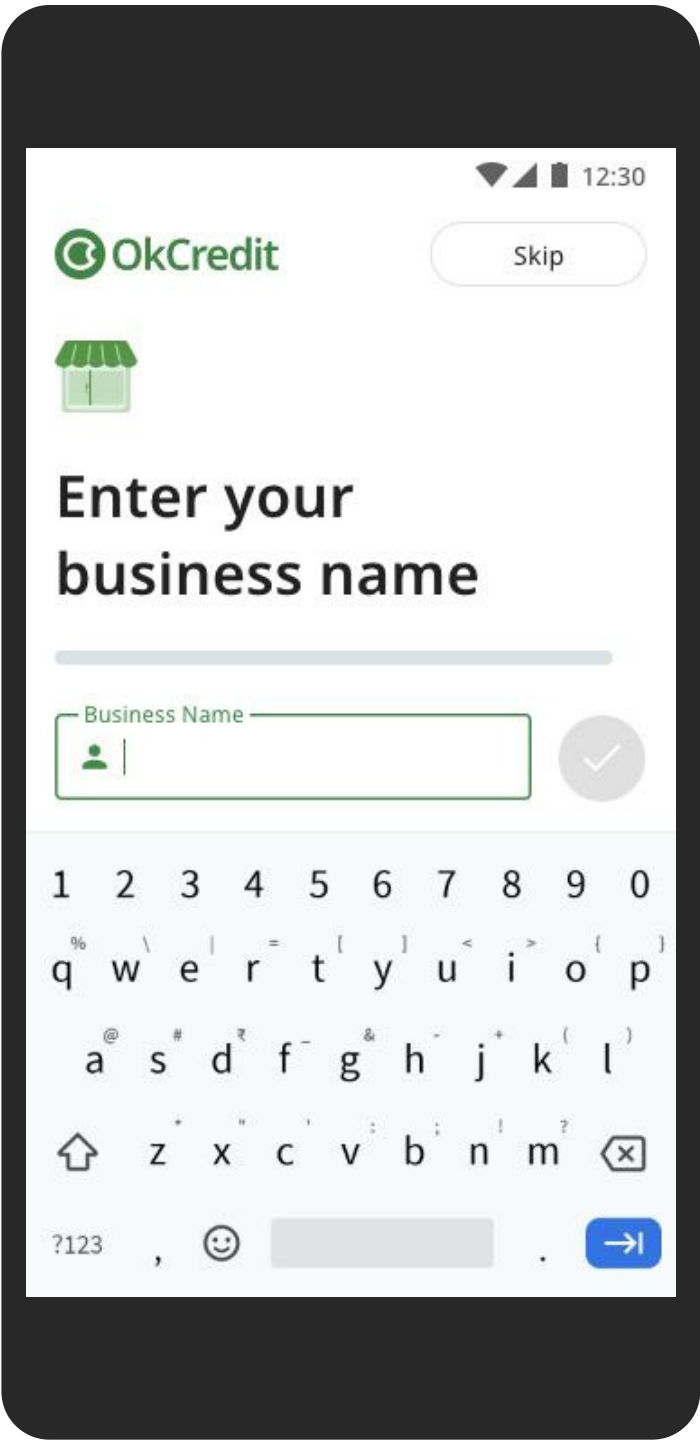 12:30
OkCredit
Skip
Enter your
business name
Business Name
1 2 3 4 5 6 7 8 9 0
% \ | = [ ] < > { }
q w e r t y u i o p
@ # ₹ _ & - + ( )
a s d f g h j k l
* " ' : ; ! ?
z x c v b n m
?123 , .